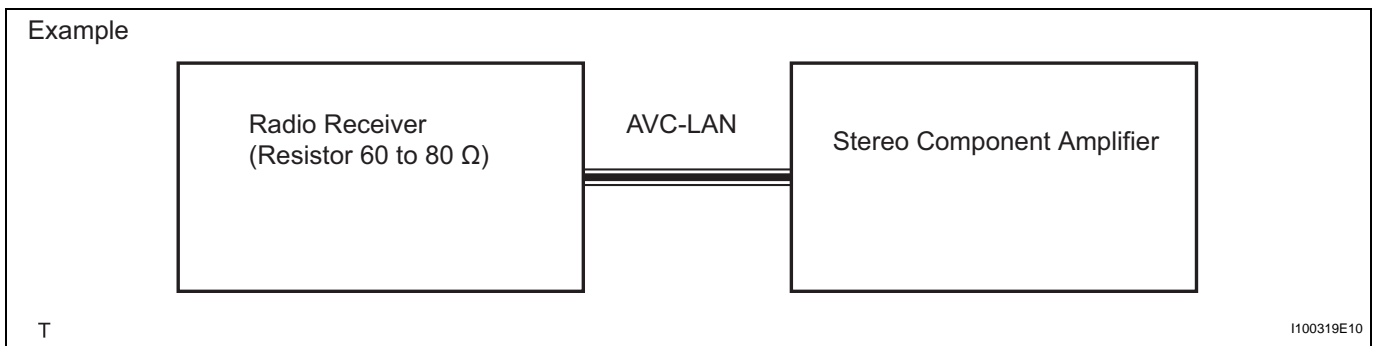 Example
Radio Receiver
(Resistor 60 to 80 Ω)
AVC-LAN
Stereo Component Amplifier
T
I100319E10